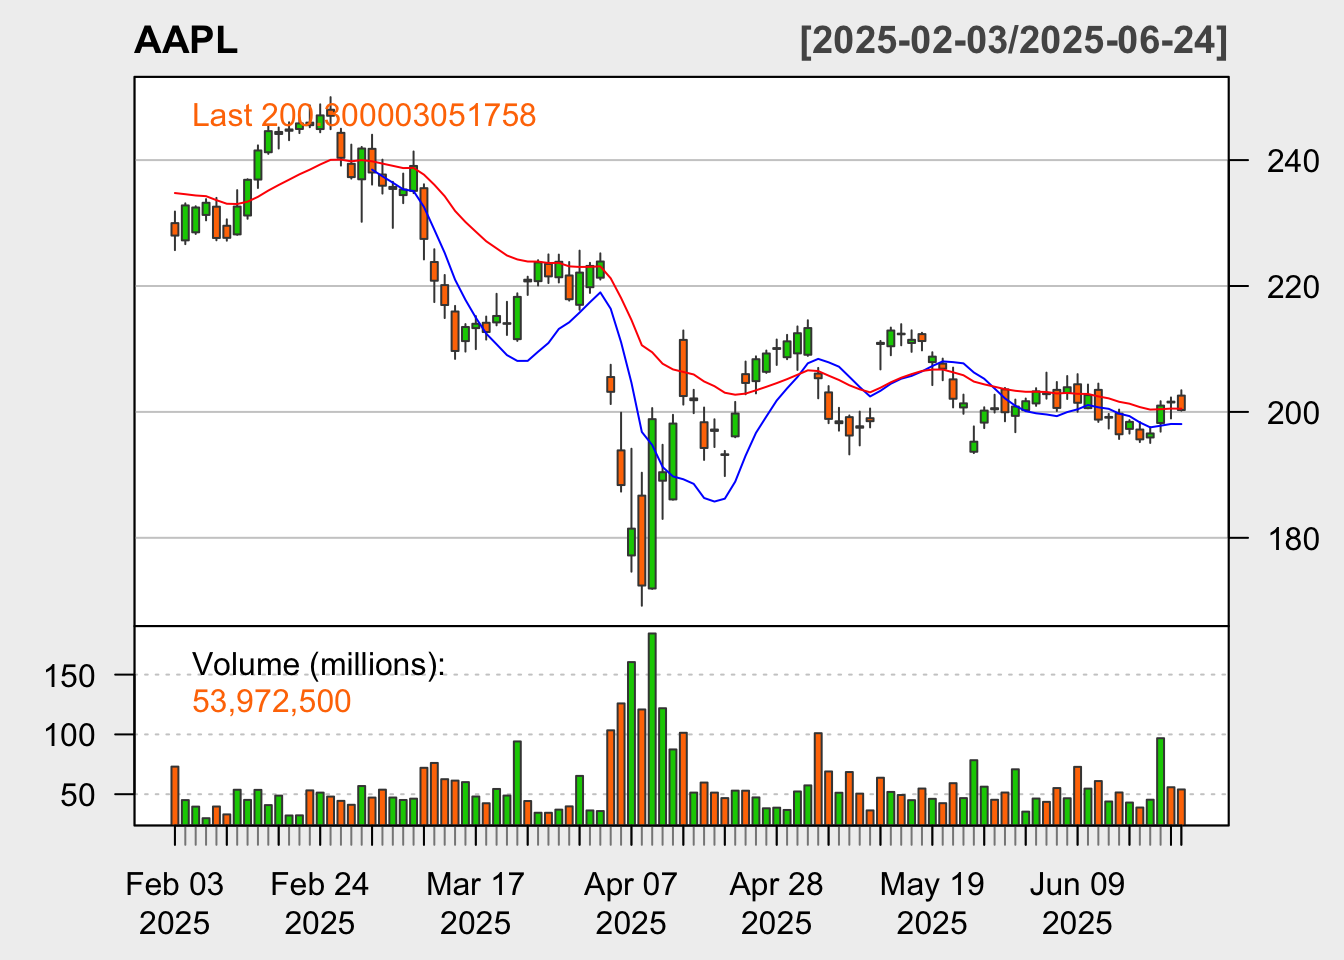 AAPL
[2025-02-03/2025-06-24]
Last 200.300003051758
240
220
200
180
Volume (millions):
53,972,500
150
100
50
Feb 03
2025
Feb 24
2025
Mar 17
2025
Apr 07
2025
Apr 28
2025
May 19
2025
Jun 09
2025